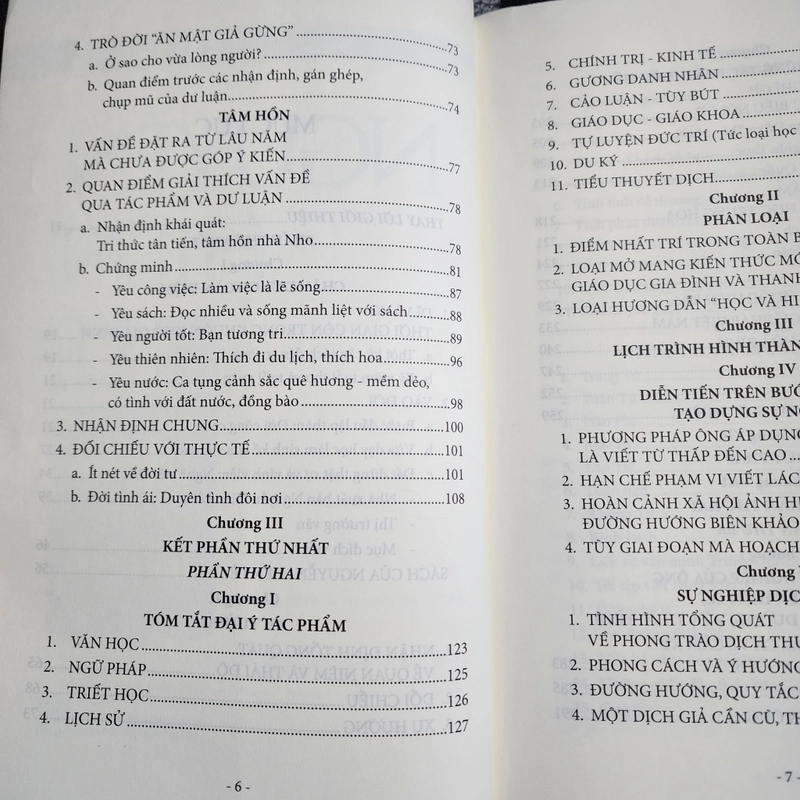 4. TRÒ ĐỜI “ĂN MẬT GIẢ GỪNG” 73
a. Ở sao cho vừa lòng người? 73
b. Quan điểm trước các nhận định, gán ghép,
chụp mũ của dư luận 74
TÂM HỒN
1. VẤN ĐỀ ĐẶT RA TỪ LÂU NĂM
MÀ CHƯA ĐƯỢC GÓP Ý KIẾN 77
2. QUAN ĐIỂM GIẢI THÍCH VẤN ĐỀ
QUA TÁC PHẨM VÀ DƯ LUẬN 78
a. Nhận định khái quát:
Tri thức tân tiến, tâm hồn nhà Nho 78
b. Chứng minh 81
- Yêu công việc: Làm việc là lẽ sống 87
- Yêu sách: Đọc nhiều và sống mãnh liệt với sách 88
- Yêu người tốt: Bạn tương tri 89
- Yêu thiên nhiên: Thích đi du lịch, thích hoa 96
- Yêu nước: Ca tụng cảnh sắc quê hương - mềm dẻo,
có tình với đất nước, đồng bào 98
3. NHẬN ĐỊNH CHUNG 100
4. ĐỐI CHIẾU VỚI THỰC TẾ 101
a. Ít nét về đời tư 101
b. Đời tình ái: Duyên tình đôi nơi 108
Chương III
KẾT PHẦN THỨ NHẤT
PHẦN THỨ HAI
Chương I
TÓM TẮT ĐẠI Ý TÁC PHẨM
1. VĂN HỌC 123
2. NGỮ PHÁP 125
3. TRIẾT HỌC 126
4. LỊCH SỬ 127
- 6 -
5. CHÍNH TRỊ - KINH TẾ
6. GƯƠNG DANH NHÂN
7. CẢO LUẬN - TÙY BÚT
8. GIÁO DỤC - GIÁO KHOA
9. TỰ LUYỆN ĐỨC TRÍ (Tức loại học
10. DU KÝ
11. TIỂU THUYẾT DỊCH
Chương II
PHÂN LOẠI
1. ĐIỂM NHẤT TRÍ TRONG TOÀN B
2. LOẠI MỞ MANG KIẾN THỨC
GIÁO DỤC GIA ĐÌNH VÀ THANH
3. LOẠI HƯỚNG DẪN “HỌC VÀ HI
Chương III
LỊCH TRÌNH HÌNH THÀN
Chương IV
DIỄN TIẾN TRÊN BƯỚ
TẠO DỰNG SỰ
1. PHƯƠNG PHÁP ÔNG ÁP DỤN
LÀ VIẾT TỪ THẤP ĐẾN CAO
2. HẠN CHẾ PHẠM VI VIẾT LÁC
3. HOÀN CẢNH XÃ HỘI ẢNH
ĐƯỜNG HƯỚNG BIÊN KHẢO
4. TÙY GIAI ĐOẠN MÀ HOẠCH
Chương
SỰ NGHIỆP DỊC
1. TÌNH HÌNH TỔNG QUÁT
VỀ PHONG TRÀO DỊCH
2. PHONG CÁCH VÀ Ý HƯỚNG
3. ĐƯỜNG HƯỚNG, QUY TẮC
4. MỘT DỊCH GIẢ CẦN CÙ,
- 7 -